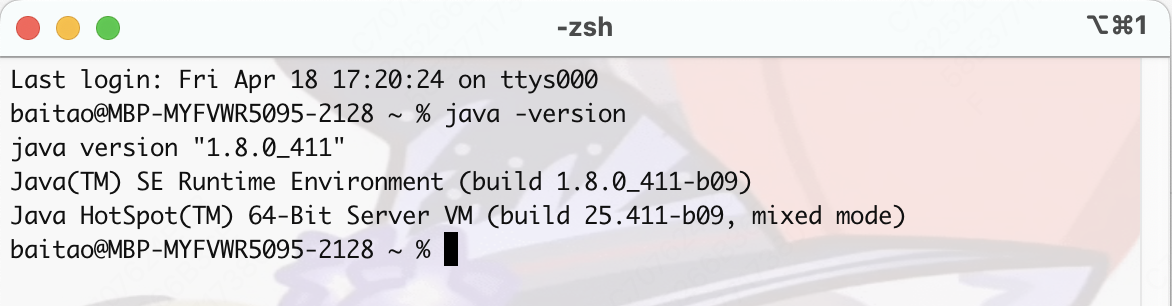 -zsh
⌥⌘1
Last login: Fri Apr 18 17:20:24 on ttys000
baitao@MBP-MYFVWR5095-2128 ~ % java -version
java version "1.8.0_411"
Java(TM) SE Runtime Environment (build 1.8.0_411-b09)
Java HotSpot(TM) 64-Bit Server VM (build 25.411-b09, mixed mode)
baitao@MBP-MYFVWR5095-2128 ~ %